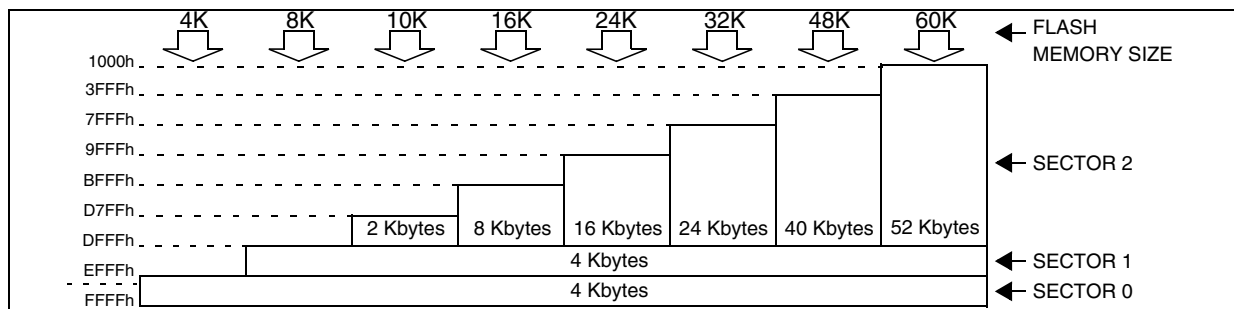 4K 8K 10K 16K 24K 32K 48K 60K
FLASH
MEMORY SIZE
1000h
3FFFh
7FFFh
9FFFh
BFFFh
D7FFh
DFFFh
EFFFh
FFFFh
2 Kbytes 8 Kbytes 16 Kbytes 24 Kbytes 40 Kbytes 52 Kbytes
4 Kbytes
4 Kbytes
SECTOR 2
SECTOR 1
SECTOR 0